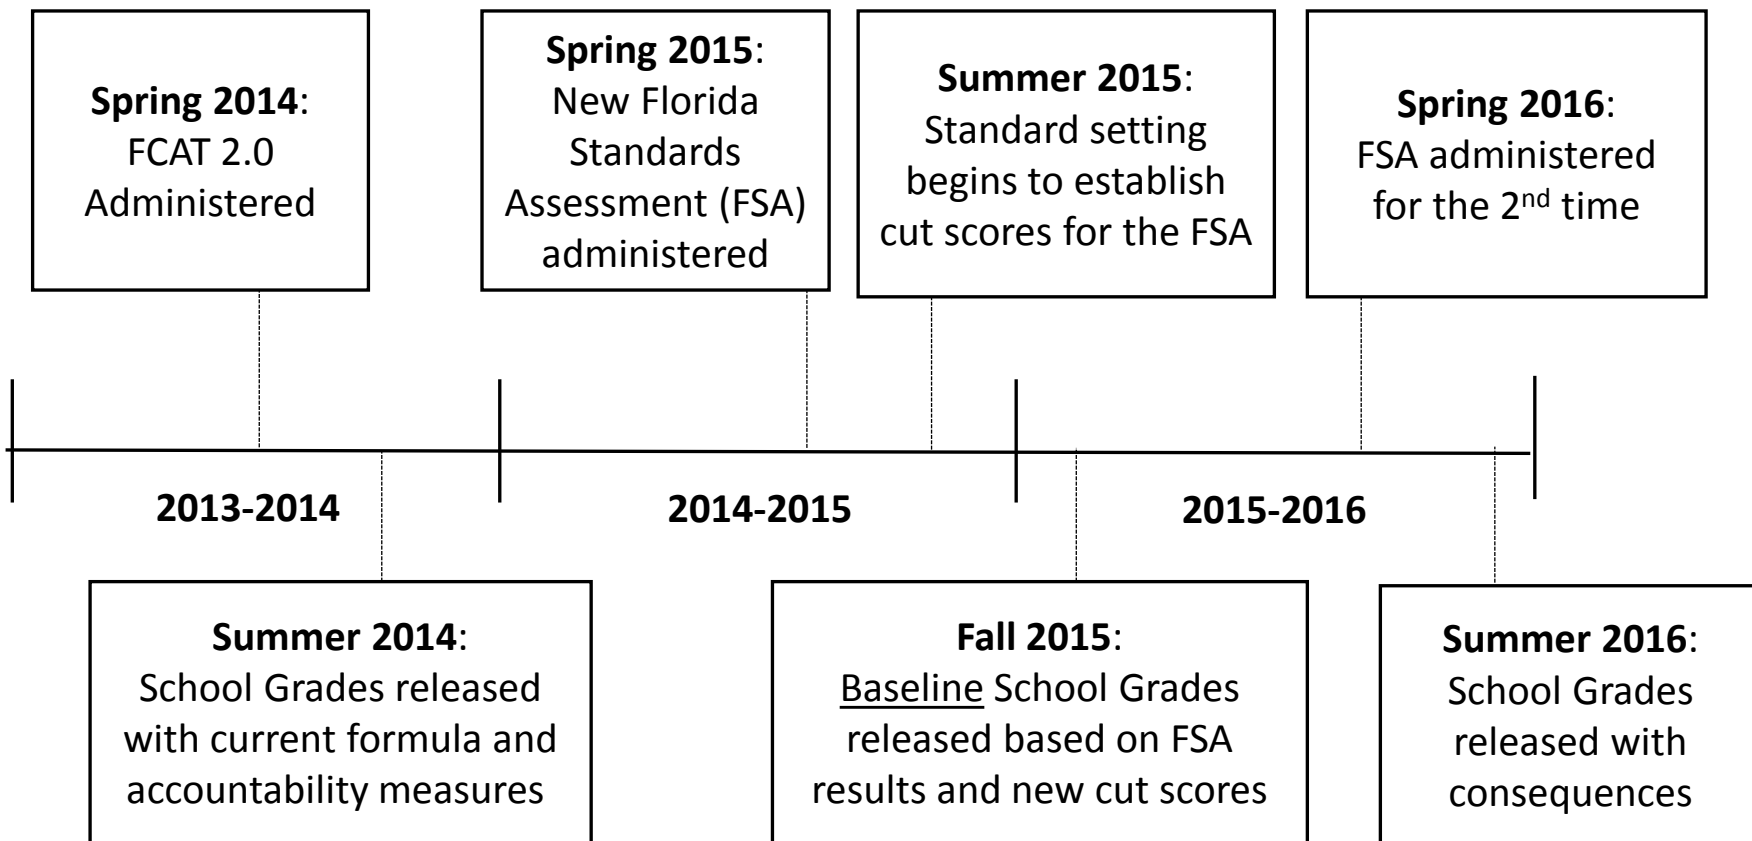 Spring 2014:
FCAT 2.0
Administered
Spring 2015:
New Florida
Standards
Assessment (FSA)
administered
Summer 2015:
Standard setting
begins to establish
cut scores for the FSA
Spring 2016:
FSA administered
for the 2nd time
2013-2014
2014-2015
2015-2016
Summer 2014:
School Grades released
with current formula and
accountability measures
Fall 2015:
Baseline School Grades
released based on FSA
results and new cut scores
Summer 2016:
School Grades
released with
consequences